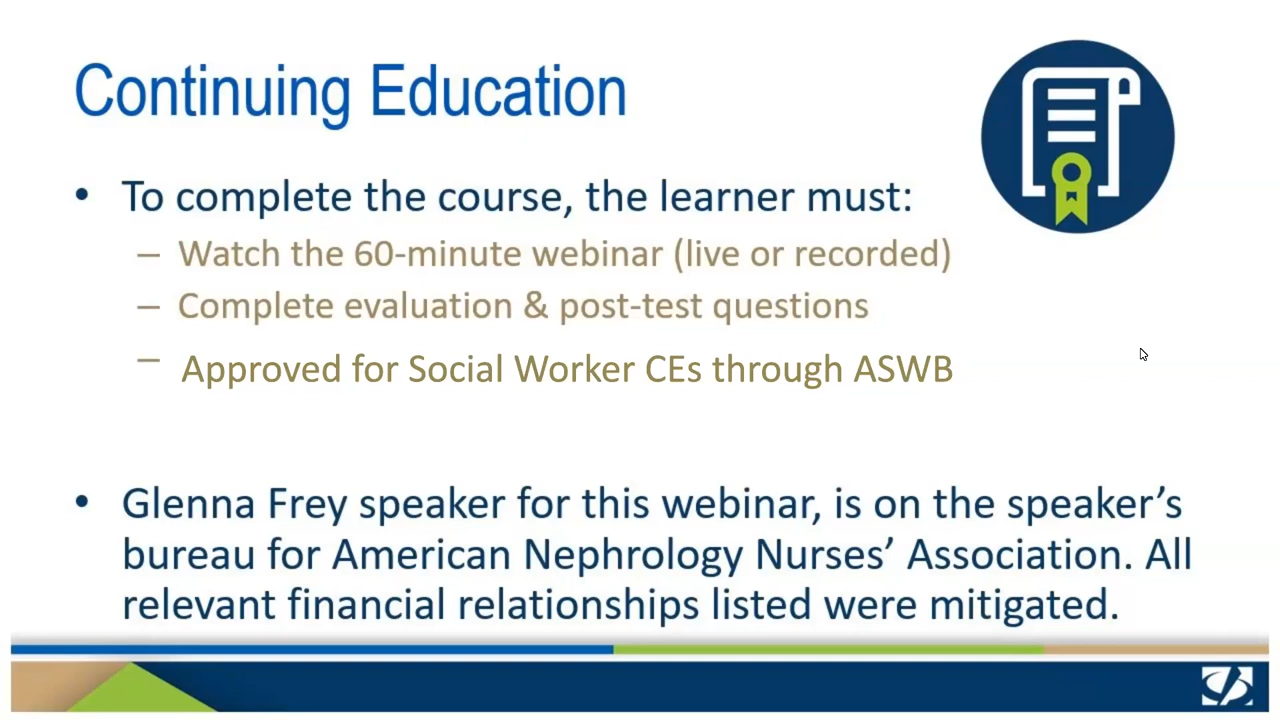 Continuing Education
• To complete the course, the learner must:
– Watch the 60-minute webinar (live or recorded)
– Complete evaluation & post-test questions
– Approved for Social Worker CEs through ASWB
• Glenna Frey speaker for this webinar, is on the speaker’s
bureau for American Nephrology Nurses’ Association. All
relevant financial relationships listed were mitigated.